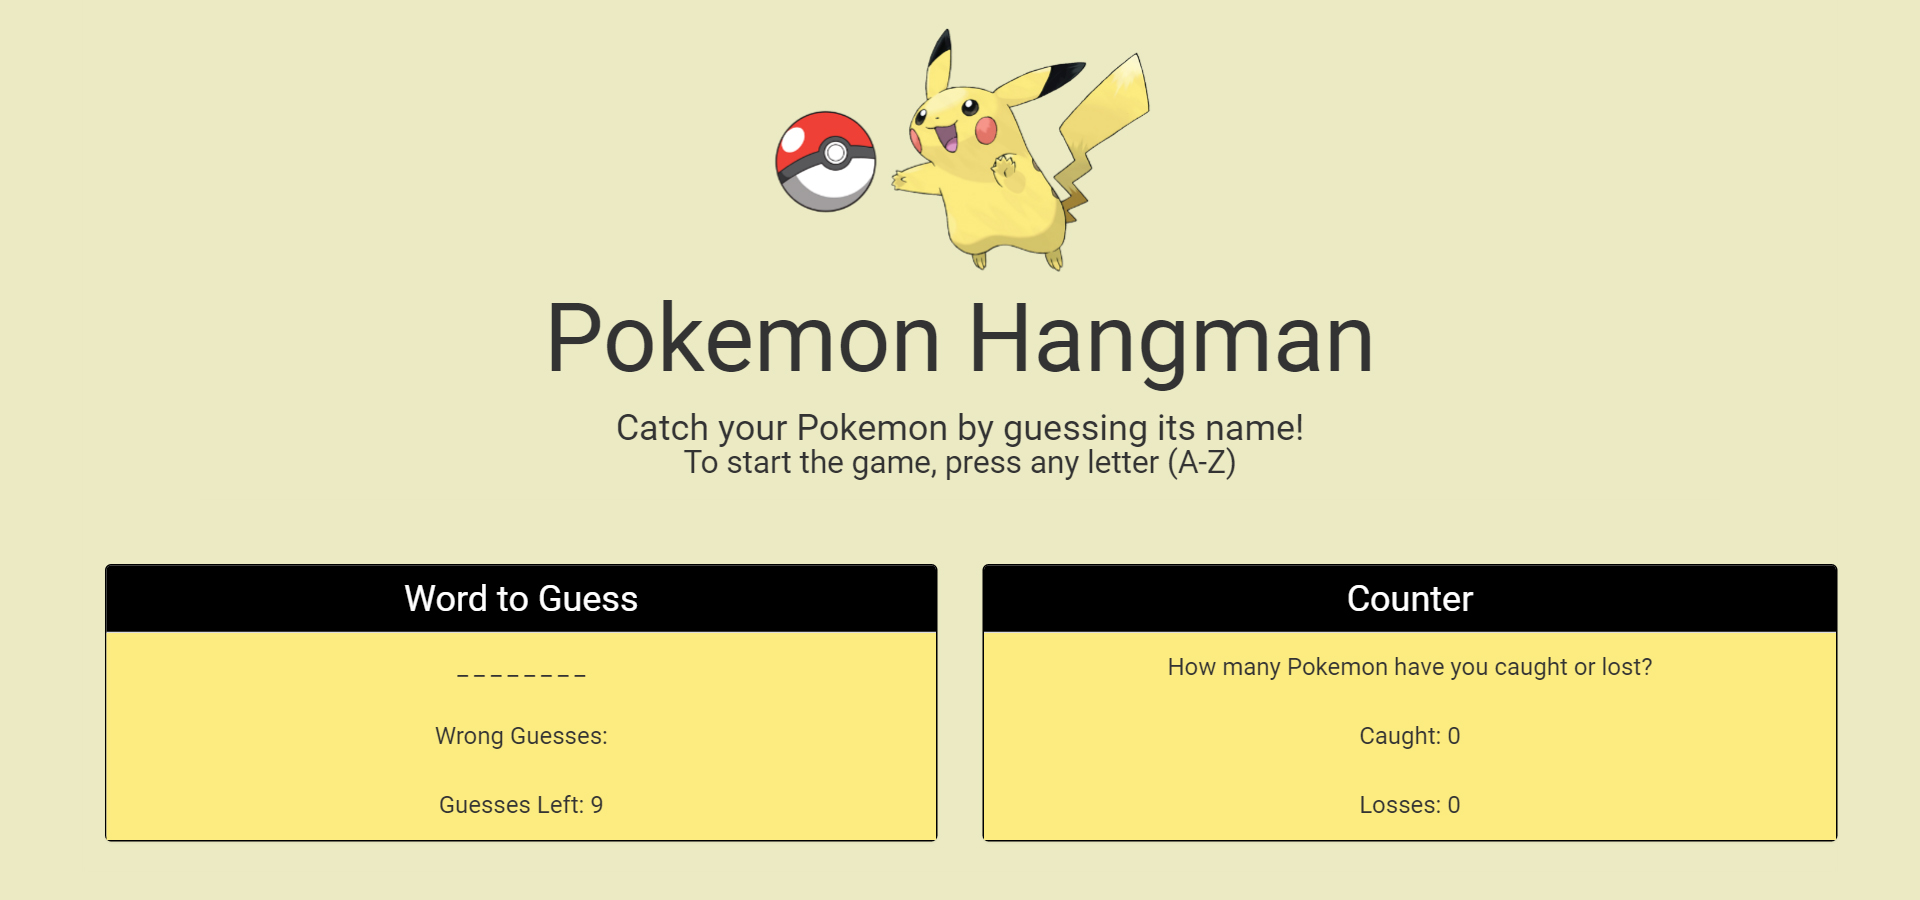 Pokemon Hangman
Catch your Pokemon by guessing its name!
To start the game, press any letter (A-Z)
Word to Guess
_ _ _ _ _ _ _ _
Wrong Guesses:
Guesses Left: 9
Counter
How many Pokemon have you caught or lost?
Caught: 0
Losses: 0